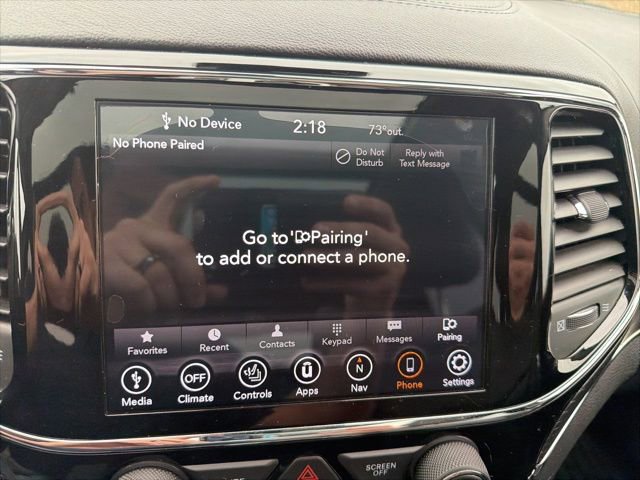 No Device 2:18 73°out.
No Phone Paired
Do Not
Disturb
Reply with
Text Message
Go to 'Pairing'
to add or connect a phone.
Favorites Recent Contacts Keypad Messages Pairing
OFF N
Media Climate Controls Apps Nav Phone Settings
SCREEN
OFF